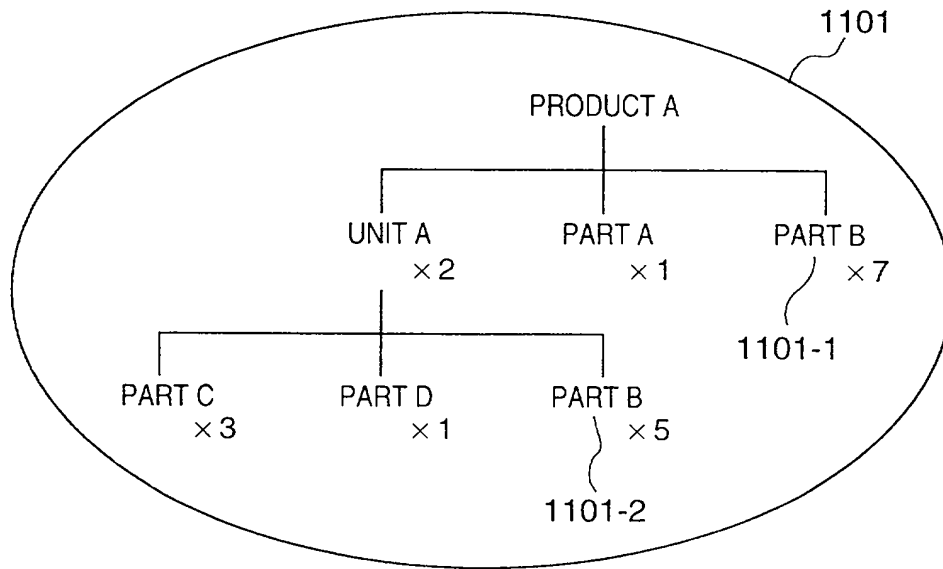 1101
PRODUCT A
UNIT A PART A PART B
×2 ×1 ×7
1101-1
PART C PART D PART B
×3 ×1 ×5
1101-2